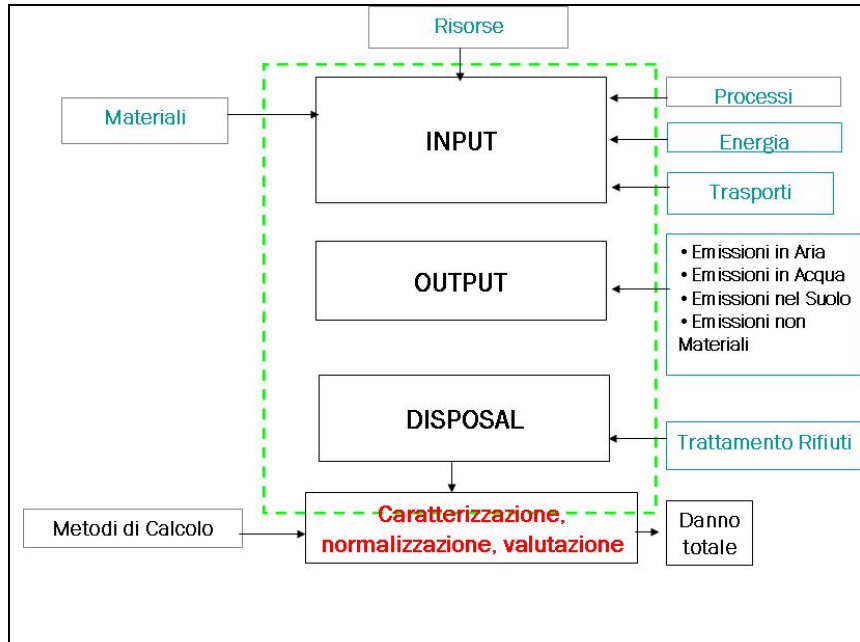 Risorse
Materiali
INPUT
Processi
Energia
Trasporti
OUTPUT
• Emissioni in Aria
• Emissioni in Acqua
• Emissioni nel Suolo
• Emissioni non
Materiali
DISPOSAL
Trattamento Rifiuti
Metodi di Calcolo
Caratterizzazione,
normalizzazione, valutazione
Danno
totale